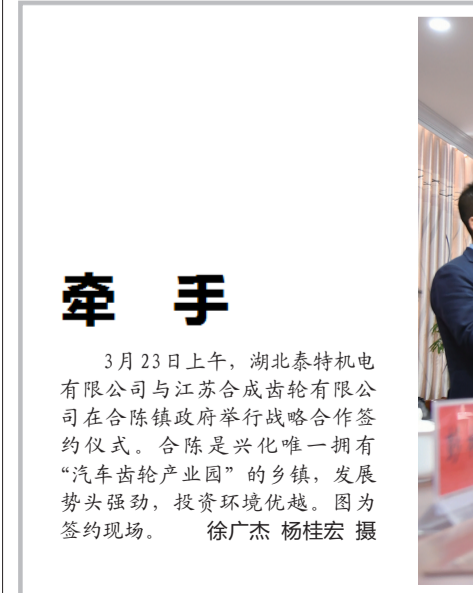 牵 手
3月23日上午，湖北泰特机电
有限公司与江苏合成齿轮有限公
司在合陈镇政府举行战略合作签
约仪式。合陈是兴化唯一拥有
“汽车齿轮产业园”的乡镇，发展
势头强劲，投资环境优越。图为
签约现场。 徐广杰 杨桂宏 摄